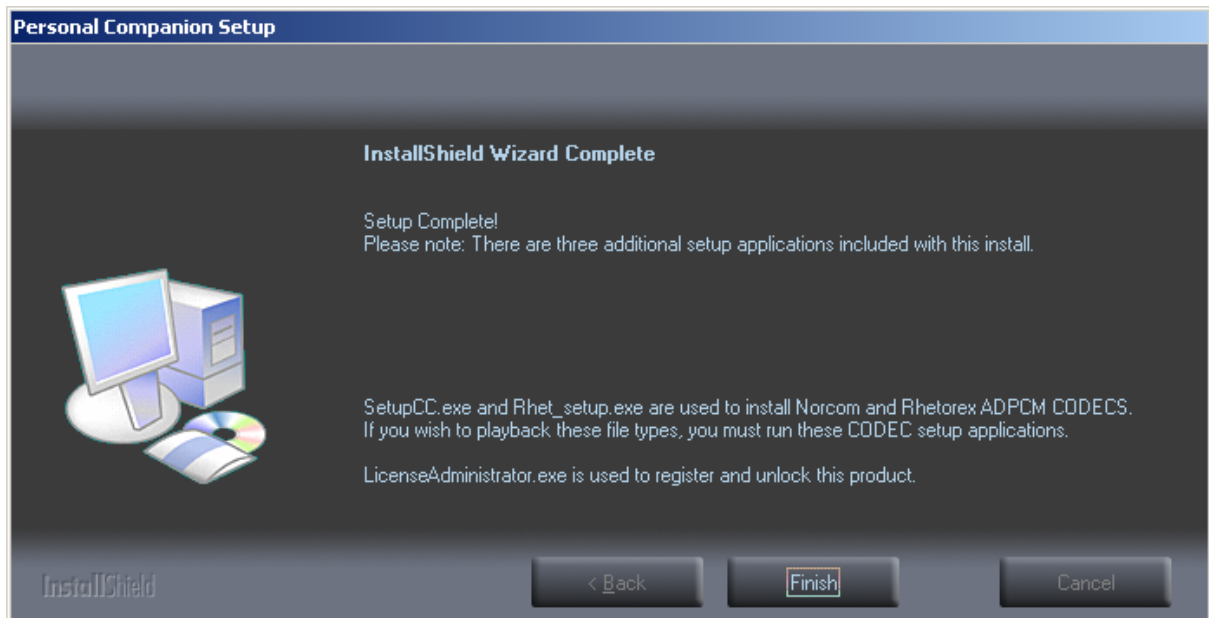 Personal Companion Setup
InstallShield Wizard Complete
Setup Complete!
Please note: There are three additional setup applications included with this install.
SetupCC.exe and Rhet_setup.exe are used to install Norcom and Rhetorex ADPCM CODECS.
If you wish to playback these file types, you must run these CODEC setup applications.
LicenseAdministrator.exe is used to register and unlock this product.
InstallShield
< Back
Finish
Cancel